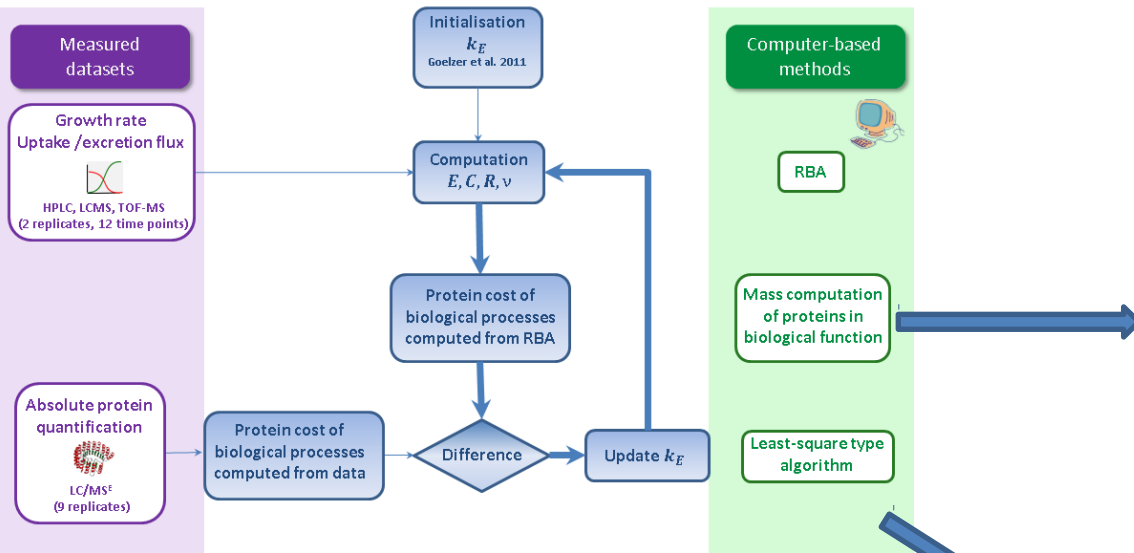 Measured
datasets
Initialisation
k_E
Goelzer et al. 2011
Computer-based
methods
Growth rate
Uptake /excretion flux
HPLC, LCMS, TOF-MS
(2 replicates, 12 time points)
Computation
E, C, R, ν
RBA
Protein cost of
biological processes
computed from RBA
Mass computation
of proteins in
biological function
Absolute protein
quantification
LC/MSᴱ
(9 replicates)
Protein cost of
biological processes
computed from data
Difference
Update k_E
Least-square type
algorithm